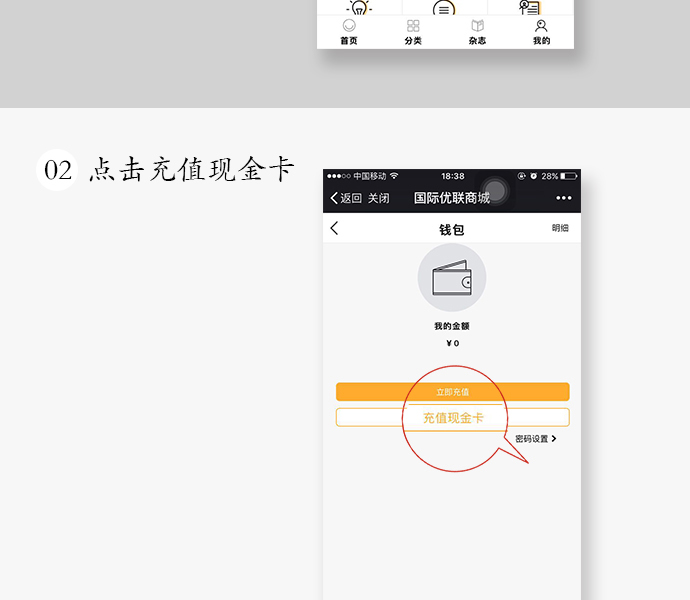 首页 分类 杂志 我的
02 点击充值现金卡
中国移动 18:38 28%
返回 关闭 国际优联商城
钱包 明细
我的金额
¥0
立即充值
充值现金卡
密码设置